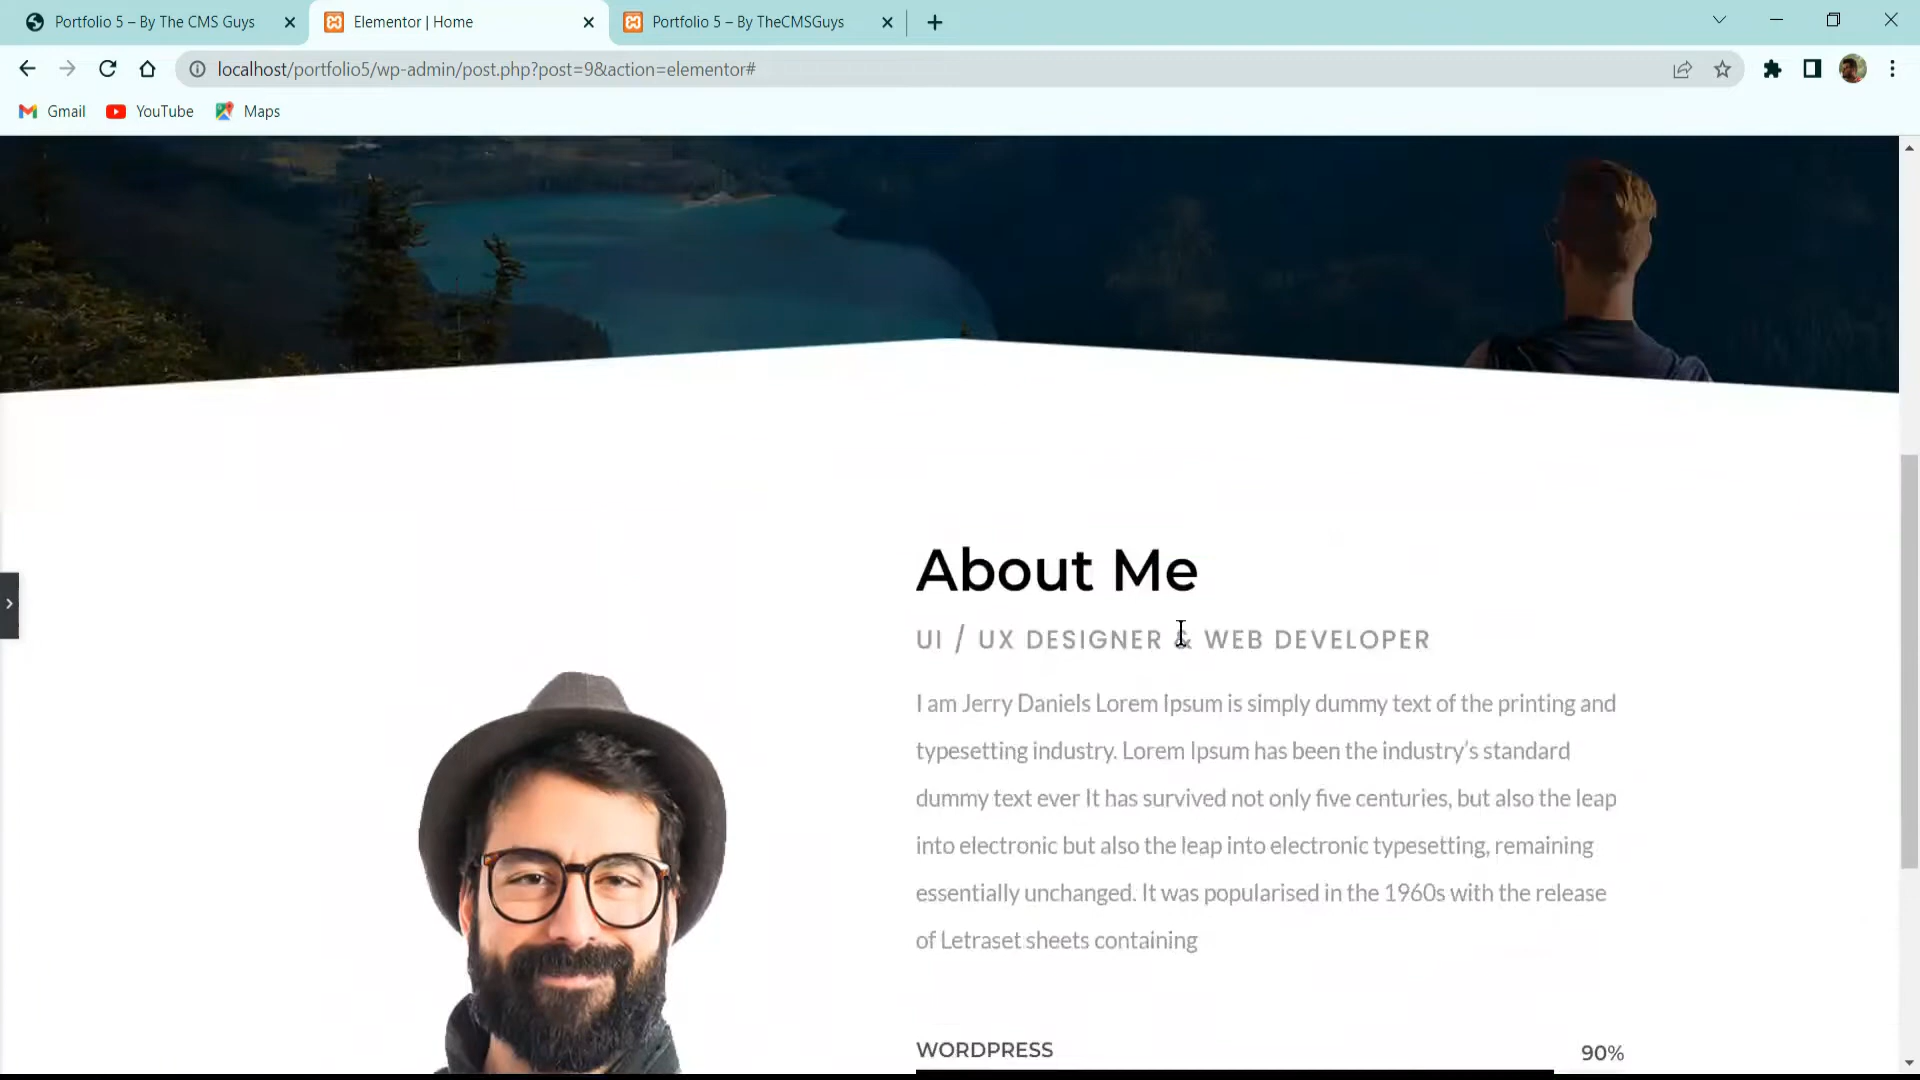 Portfolio 5 – By The CMS Guys
Elementor | Home
Portfolio 5 – By TheCMSGuys
localhost/portfolio5/wp-admin/post.php?post=9&action=elementor#
Gmail
YouTube
Maps
About Me
UI / UX DESIGNER & WEB DEVELOPER
I am Jerry Daniels Lorem Ipsum is simply dummy text of the printing and
typesetting industry. Lorem Ipsum has been the industry's standard
dummy text ever It has survived not only five centuries, but also the leap
into electronic but also the leap into electronic typesetting, remaining
essentially unchanged. It was popularised in the 1960s with the release
of Letraset sheets containing
WORDPRESS 90%